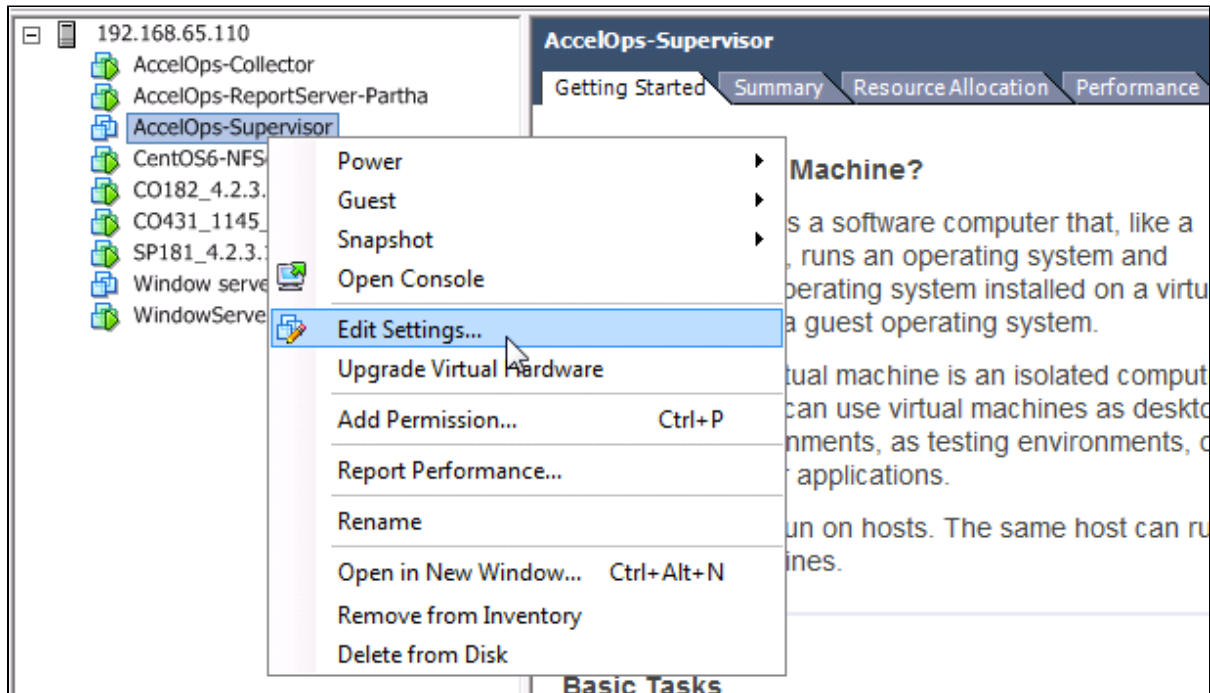 192.168.65.110
AccelOps-Collector
AccelOps-ReportServer-Partha
AccelOps-Supervisor
CentOS6-NFS
CO182_4.2.3.
CO431_1145_
SP181_4.2.3.
Window serve
WindowServe
Power
Guest
Snapshot
Open Console
Edit Settings...
Upgrade Virtual Hardware
Add Permission... Ctrl+P
Report Performance...
Rename
Open in New Window... Ctrl+Alt+N
Remove from Inventory
Delete from Disk
AccelOps-Supervisor
Getting Started Summary Resource Allocation Performance
Machine?
s a software computer that, like a
, runs an operating system and
perating system installed on a virtu
a guest operating system.
tual machine is an isolated comput
can use virtual machines as deskto
nments, as testing environments, o
applications.
un on hosts. The same host can ru
ines.
Basic Tasks